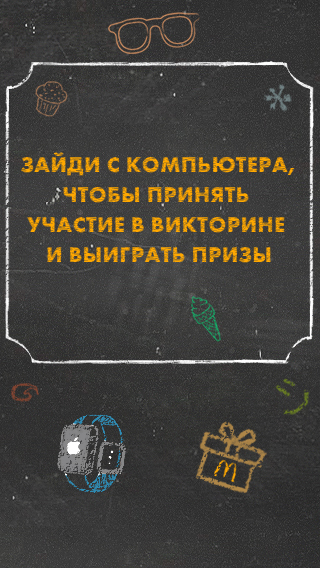 ЗАЙДИ С КОМПЬЮТЕРА,
ЧТОБЫ ПРИНЯТЬ
УЧАСТИЕ В ВИКТОРИНЕ
И ВЫИГРАТЬ ПРИЗЫ